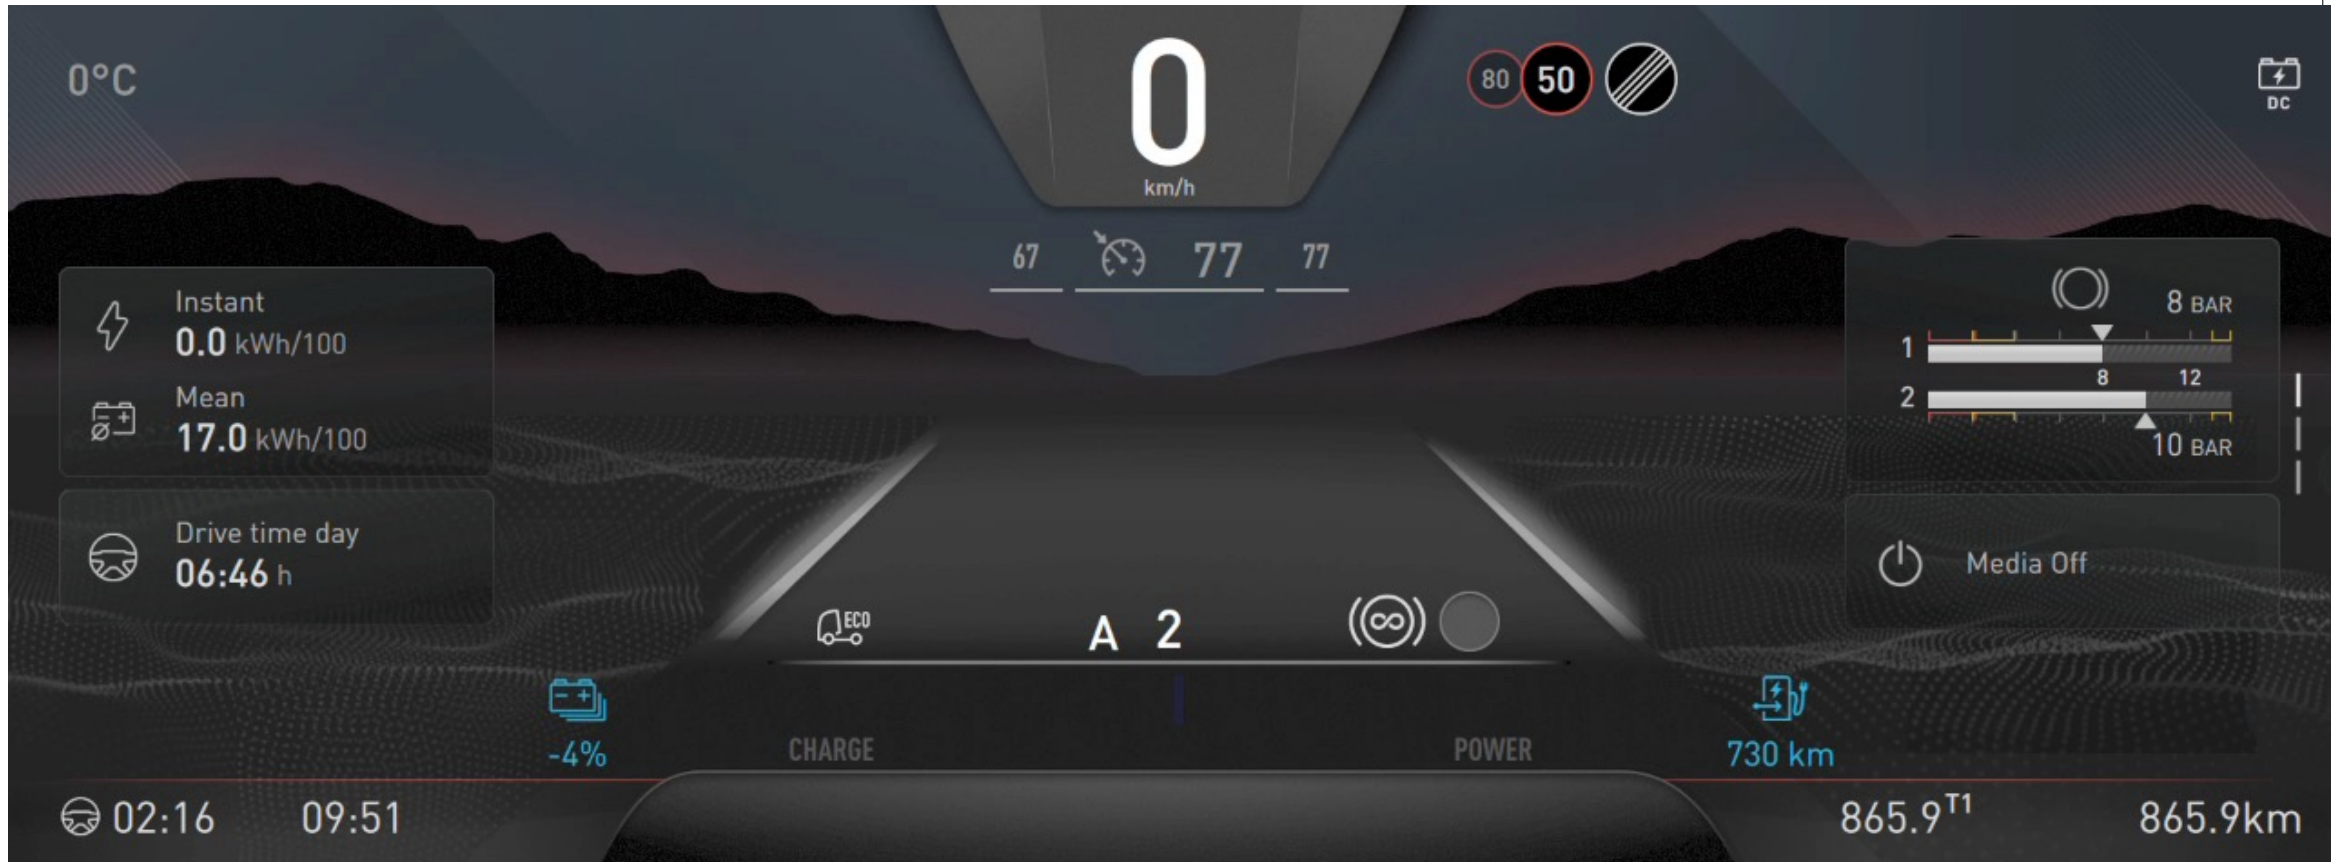 0°C
0
km/h
80
50
DC
67
77
77
Instant
0.0 kWh/100
Mean
17.0 kWh/100
Drive time day
06:46 h
8 BAR
1
8 12
2
10 BAR
Media Off
ECO
A 2
-4%
CHARGE
POWER
730 km
02:16
09:51
865.9 T1
865.9km